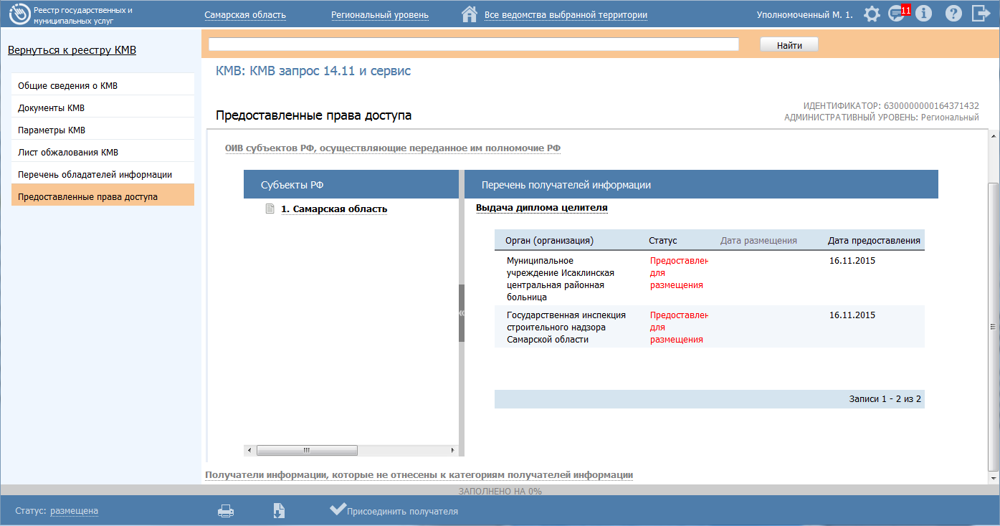 Реестр государственных и
муниципальных услуг
Самарская область
Региональный уровень
Все ведомства выбранной территории
Уполномоченный М. 1.
11
Вернуться к реестру КМВ
Найти
Общие сведения о КМВ
Документы КМВ
Параметры КМВ
Лист обжалования КМВ
Перечень обладателей информации
Предоставленные права доступа
КМВ: КМВ запрос 14.11 и сервис
Предоставленные права доступа
ИДЕНТИФИКАТОР: 6300000000164371432
АДМИНИСТРАТИВНЫЙ УРОВЕНЬ: Региональный
ОИВ субъектов РФ, осуществляющие переданное им полномочие РФ
Субъекты РФ
1. Самарская область
Перечень получателей информации
Выдача диплома целителя
Орган (организация) Статус Дата размещения Дата предоставления
Муниципальное Предоставлен 16.11.2015
учреждение Исаклинская для
центральная районная размещения
больница
Государственная инспекция Предоставлен 16.11.2015
строительного надзора для
Самарской области размещения
Записи 1 - 2 из 2
Получатели информации, которые не отнесены к категориям получателей информации
ЗАПОЛНЕНО НА 0%
Статус: размещена
Присоединить получателя